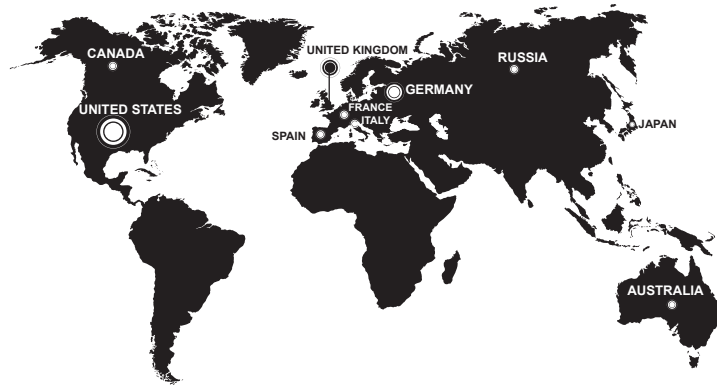 CANADA
UNITED KINGDOM
RUSSIA
UNITED STATES
GERMANY
FRANCE
ITALY
SPAIN
JAPAN
AUSTRALIA